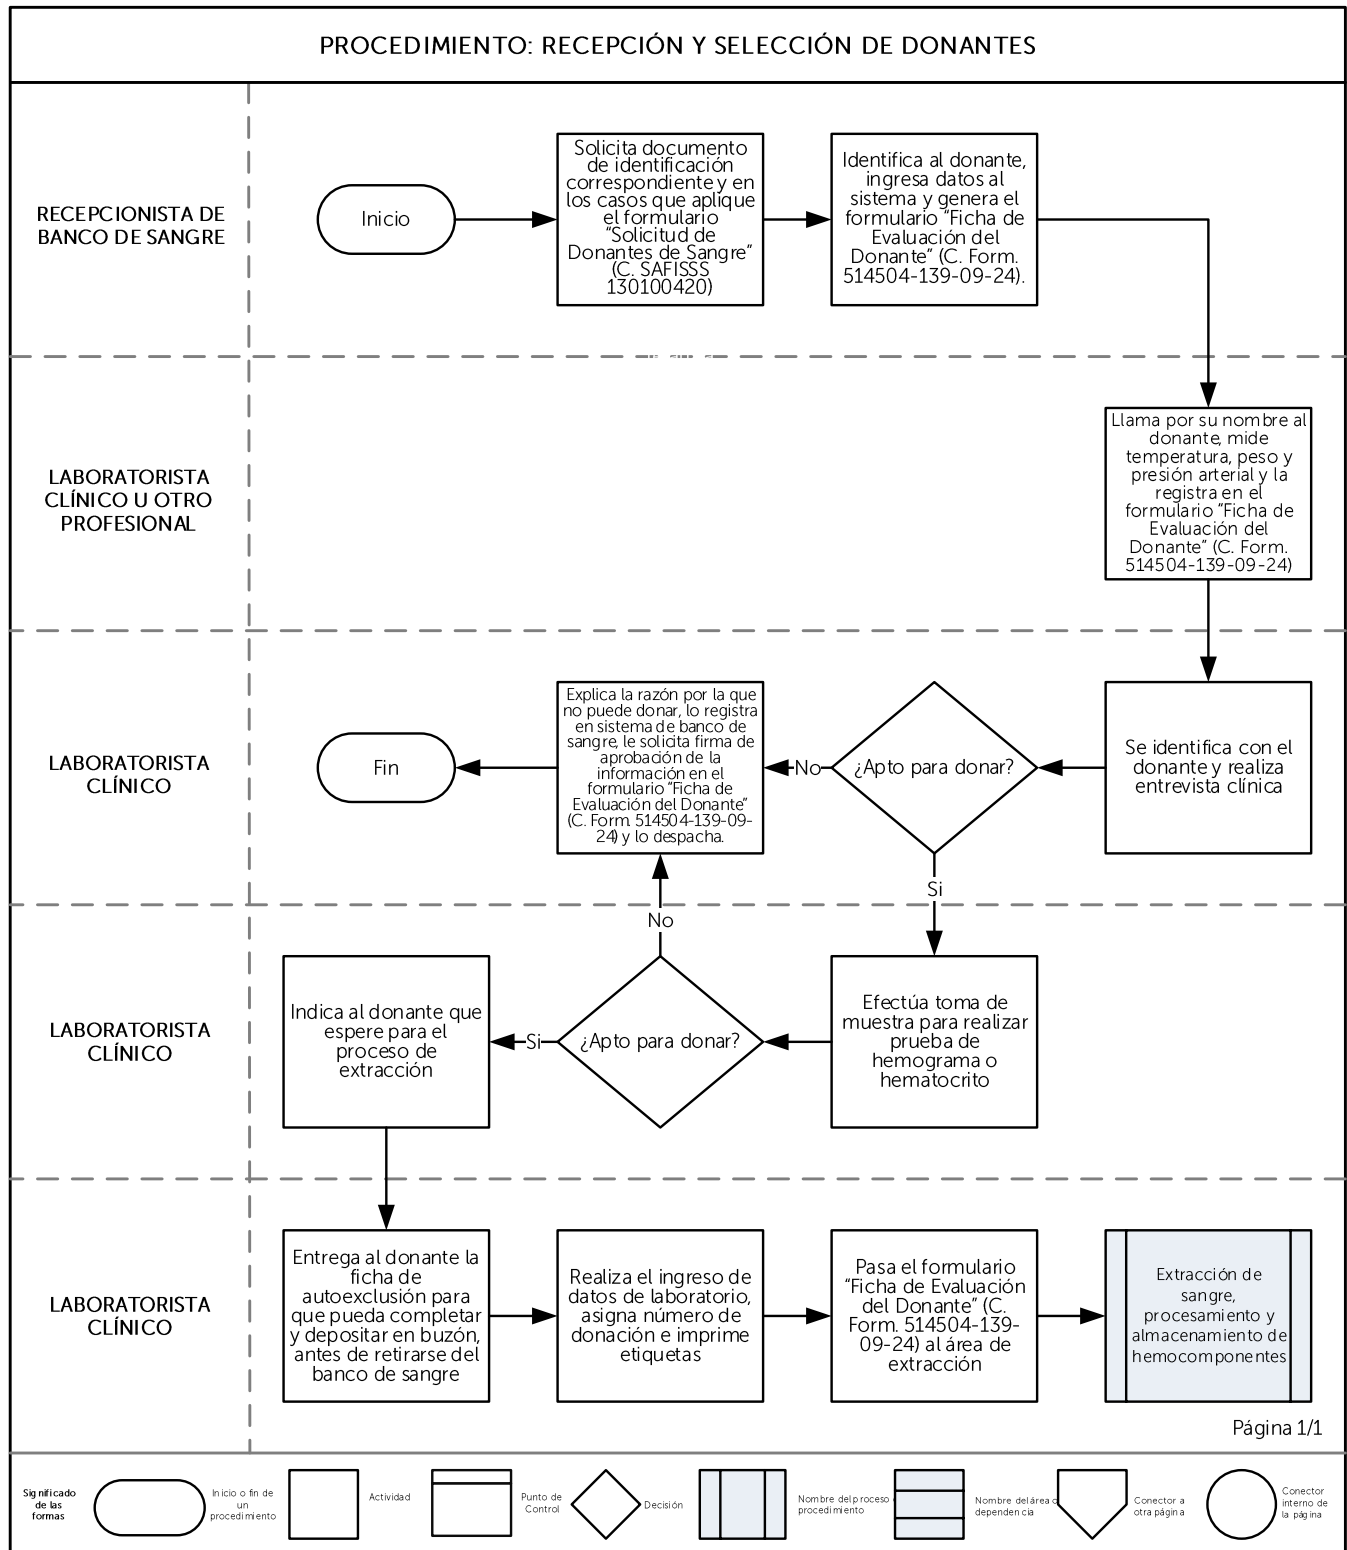 PROCEDIMIENTO: RECEPCIÓN Y SELECCIÓN DE DONANTES
RECEPCIONISTA DE
BANCO DE SANGRE
Inicio
Solicita documento
de identificación
correspondiente y en
los casos que aplique
el formulario
“Solicitud de
Donantes de Sangre”
(C. SAFISSS
130100420)
Identifica al donante,
ingresa datos al
sistema y genera el
formulario “Ficha de
Evaluación del
Donante” (C. Form.
514504-139-09-24).
LABORATORISTA
CLÍNICO U OTRO
PROFESIONAL
Llama por su nombre al
donante, mide
temperatura, peso y
presión arterial y la
registra en el
formulario “Ficha de
Evaluación del
Donante” (C. Form.
514504-139-09-24)
LABORATORISTA
CLÍNICO
Fin
Explica la razón por la que
no puede donar, lo registra
en sistema de banco de
sangre, le solicita firma de
aprobación de la
información en el
formulario “Ficha de
Evaluación del Donante”
(C. Form. 514504-139-09-
24) y lo despacha.
No
¿Apto para donar?
Se identifica con el
donante y realiza
entrevista clínica
Si
No
LABORATORISTA
CLÍNICO
Indica al donante que
espere para el
proceso de
extracción
Si
¿Apto para donar?
Efectúa toma de
muestra para realizar
prueba de
hemograma o
hematocrito
LABORATORISTA
CLÍNICO
Entrega al donante la
ficha de
autoexclusión para
que pueda completar
y depositar en buzón,
antes de retirarse del
banco de sangre
Realiza el ingreso de
datos de laboratorio,
asigna número de
donación e imprime
etiquetas
Pasa el formulario
“Ficha de Evaluación
del Donante” (C.
Form. 514504-139-
09-24) al área de
extracción
Extracción de
sangre,
procesamiento y
almacenamiento de
hemocomponentes
Página 1/1
Significado
de las
formas
Inicio o fin de
un
procedimiento
Actividad
Punto de
Control
Decisión
Nombre del proceso
procedimiento
Nombre del área
dependencia
Conector a
otra página
Conector
interno de
la página